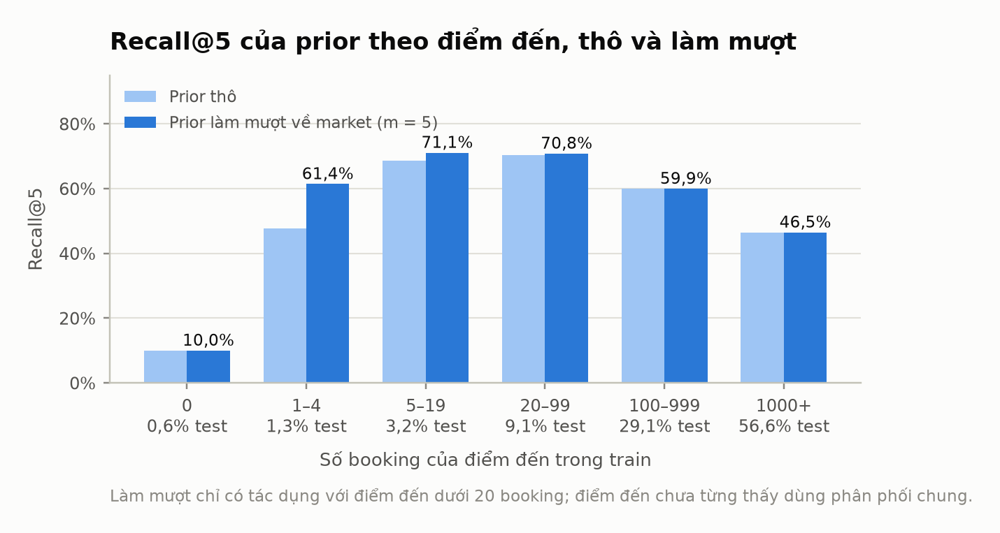 Recall@5 của prior theo điểm đến, thô và làm mượt
Prior thô
Prior làm mượt về market (m = 5)
Recall@5
80%
60%
40%
20%
0%
10,0%
61,4%
71,1%
70,8%
59,9%
46,5%
0 1–4 5–19 20–99 100–999 1000+
0,6% test 1,3% test 3,2% test 9,1% test 29,1% test 56,6% test
Số booking của điểm đến trong train
Làm mượt chỉ có tác dụng với điểm đến dưới 20 booking; điểm đến chưa từng thấy dùng phân phối chung.